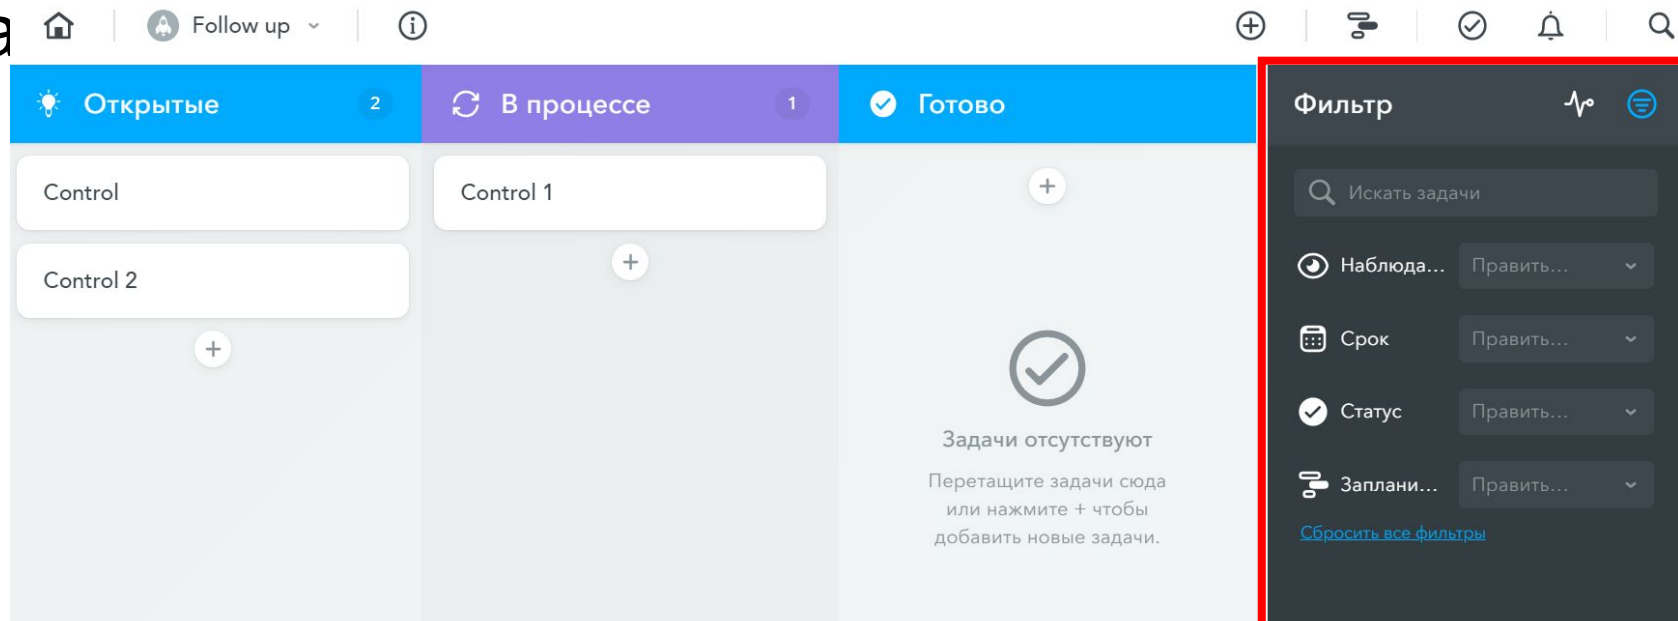 Follow up
Открытые 2
В процессе 1
Готово
Фильтр
Control
Control 2
Control 1
Задачи отсутствуют
Перетащите задачи сюда
или нажмите + чтобы
добавить новые задачи.
Искать задачи
Наблюда... Править...
Срок Править...
Статус Править...
Заплани... Править...
Сбросить все фильтры